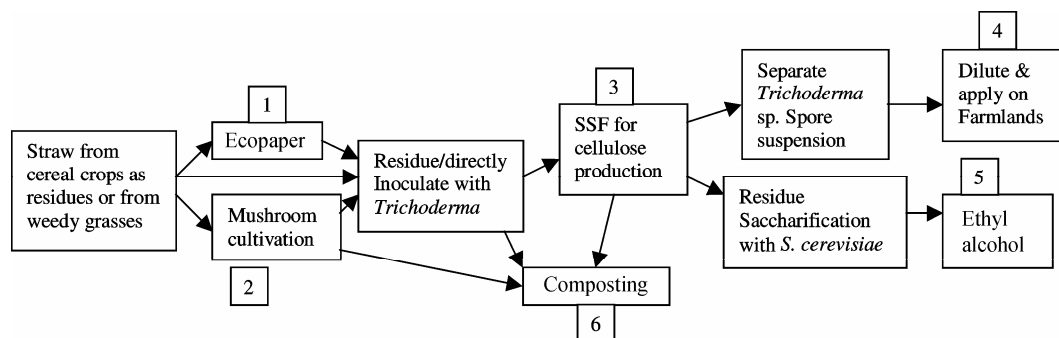 Straw from
cereal crops as
residues or from
weedy grasses
1
Ecopaper
Mushroom
cultivation
2
Residue/directly
Inoculate with
Trichoderma
3
SSF for
cellulose
production
Composting
6
Separate
Trichoderma
sp. Spore
suspension
Residue
Saccharification
with S. cerevisiae
4
Dilute &
apply on
Farmlands
5
Ethyl
alcohol